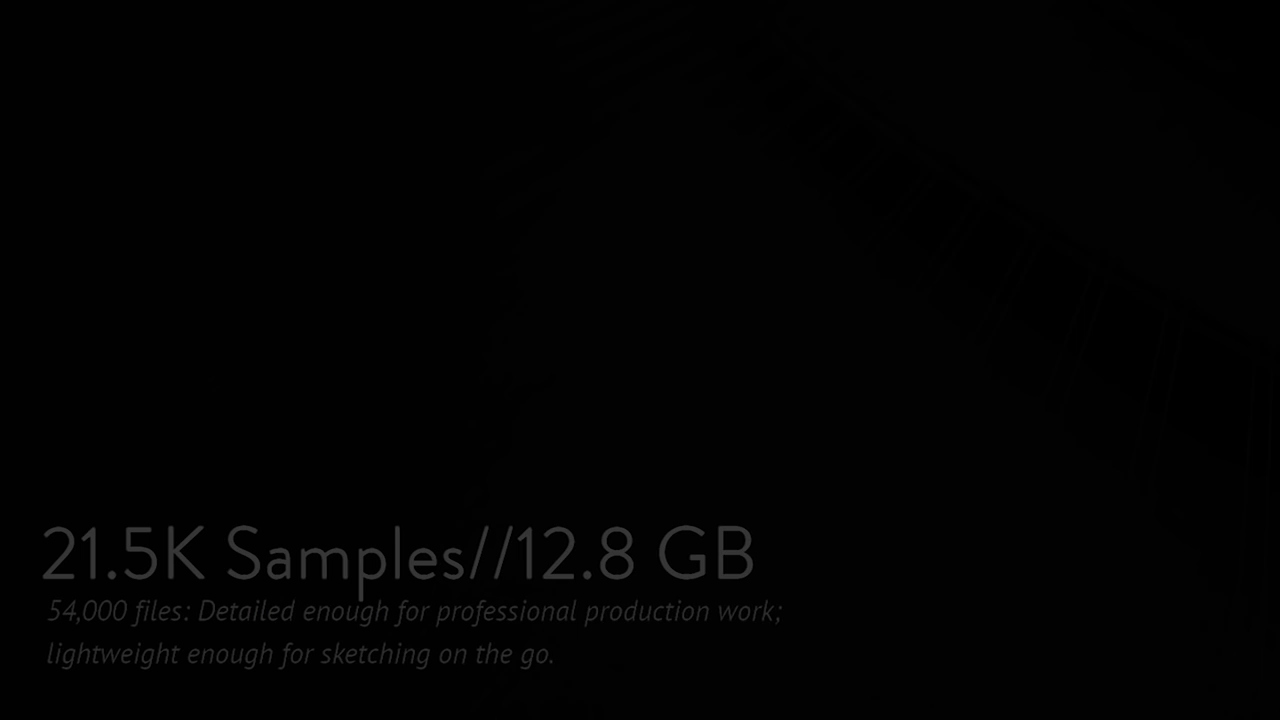 21.5K Samples//12.8 GB
54,000 files: Detailed enough for professional production work;
lightweight enough for sketching on the go.